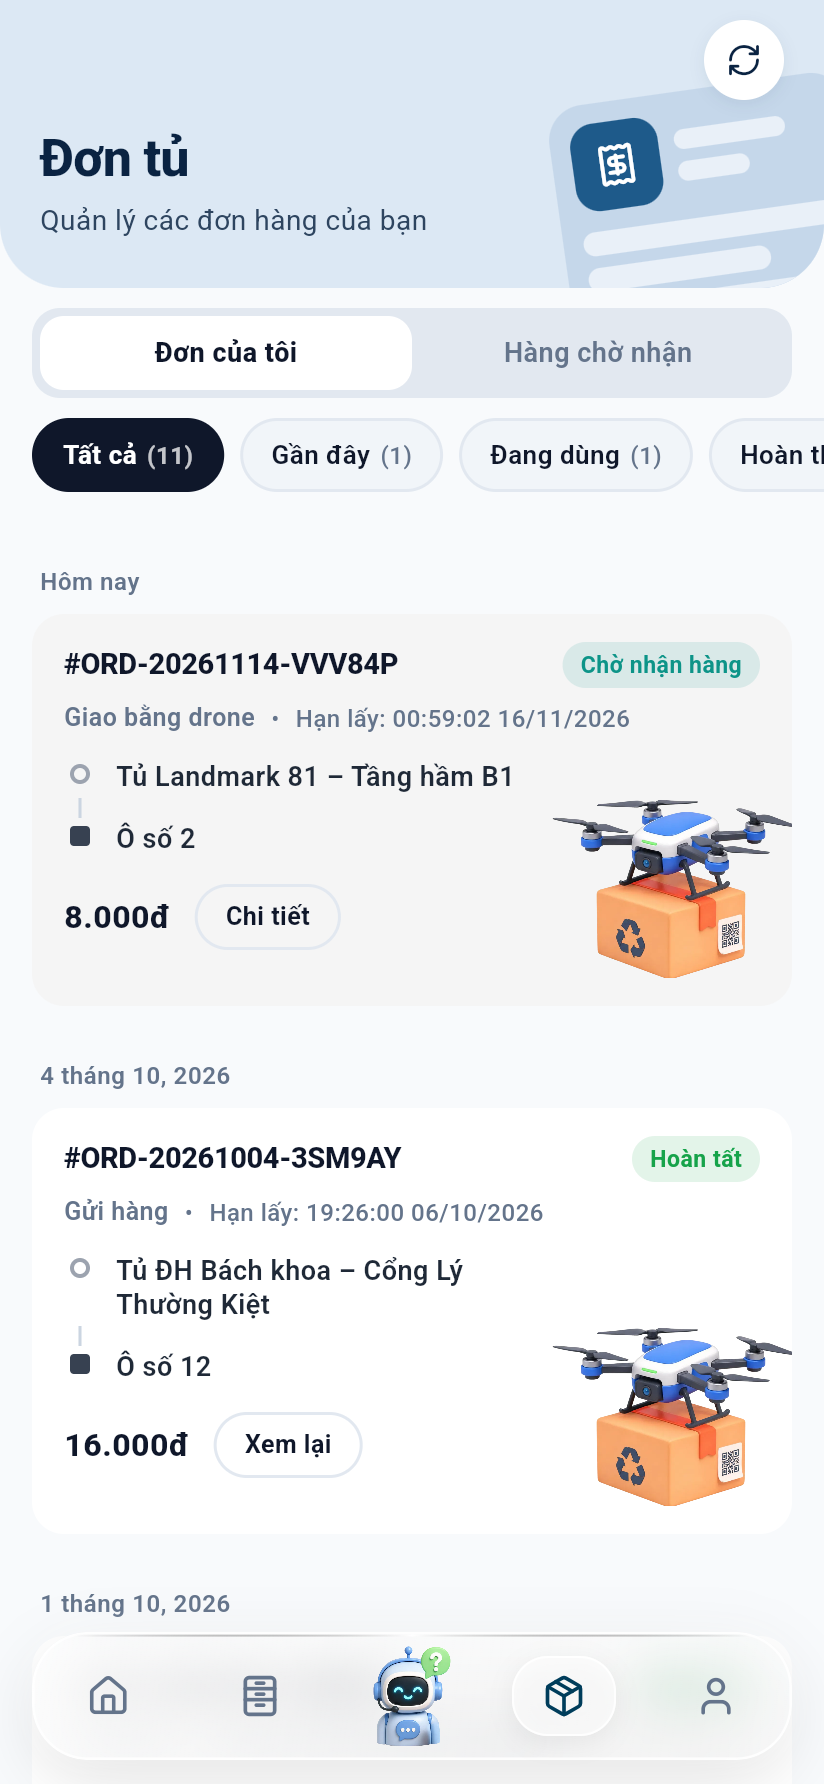 Đơn tủ
Quản lý các đơn hàng của bạn
Đơn của tôi
Hàng chờ nhận
Tất cả (11)
Gần đây (1)
Đang dùng (1)
Hoàn
Hôm nay
#ORD-20261114-VVV84P
Chờ nhận hàng
Giao bằng drone • Hạn lấy: 00:59:02 16/11/2026
Tủ Landmark 81 – Tầng hầm B1
Ô số 2
8.000đ
Chi tiết
4 tháng 10, 2026
#ORD-20261004-3SM9AY
Hoàn tất
Gửi hàng • Hạn lấy: 19:26:00 06/10/2026
Tủ ĐH Bách khoa – Cổng Lý
Thường Kiệt
Ô số 12
16.000đ
Xem lại
1 tháng 10, 2026